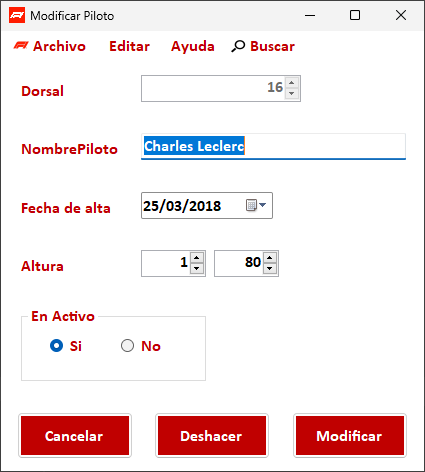 Modificar Piloto
Archivo Editar Ayuda Buscar
Dorsal 16
NombrePiloto Charles Leclerc
Fecha de alta 25/03/2018
Altura 1 80
En Activo
Si No
Cancelar Deshacer Modificar